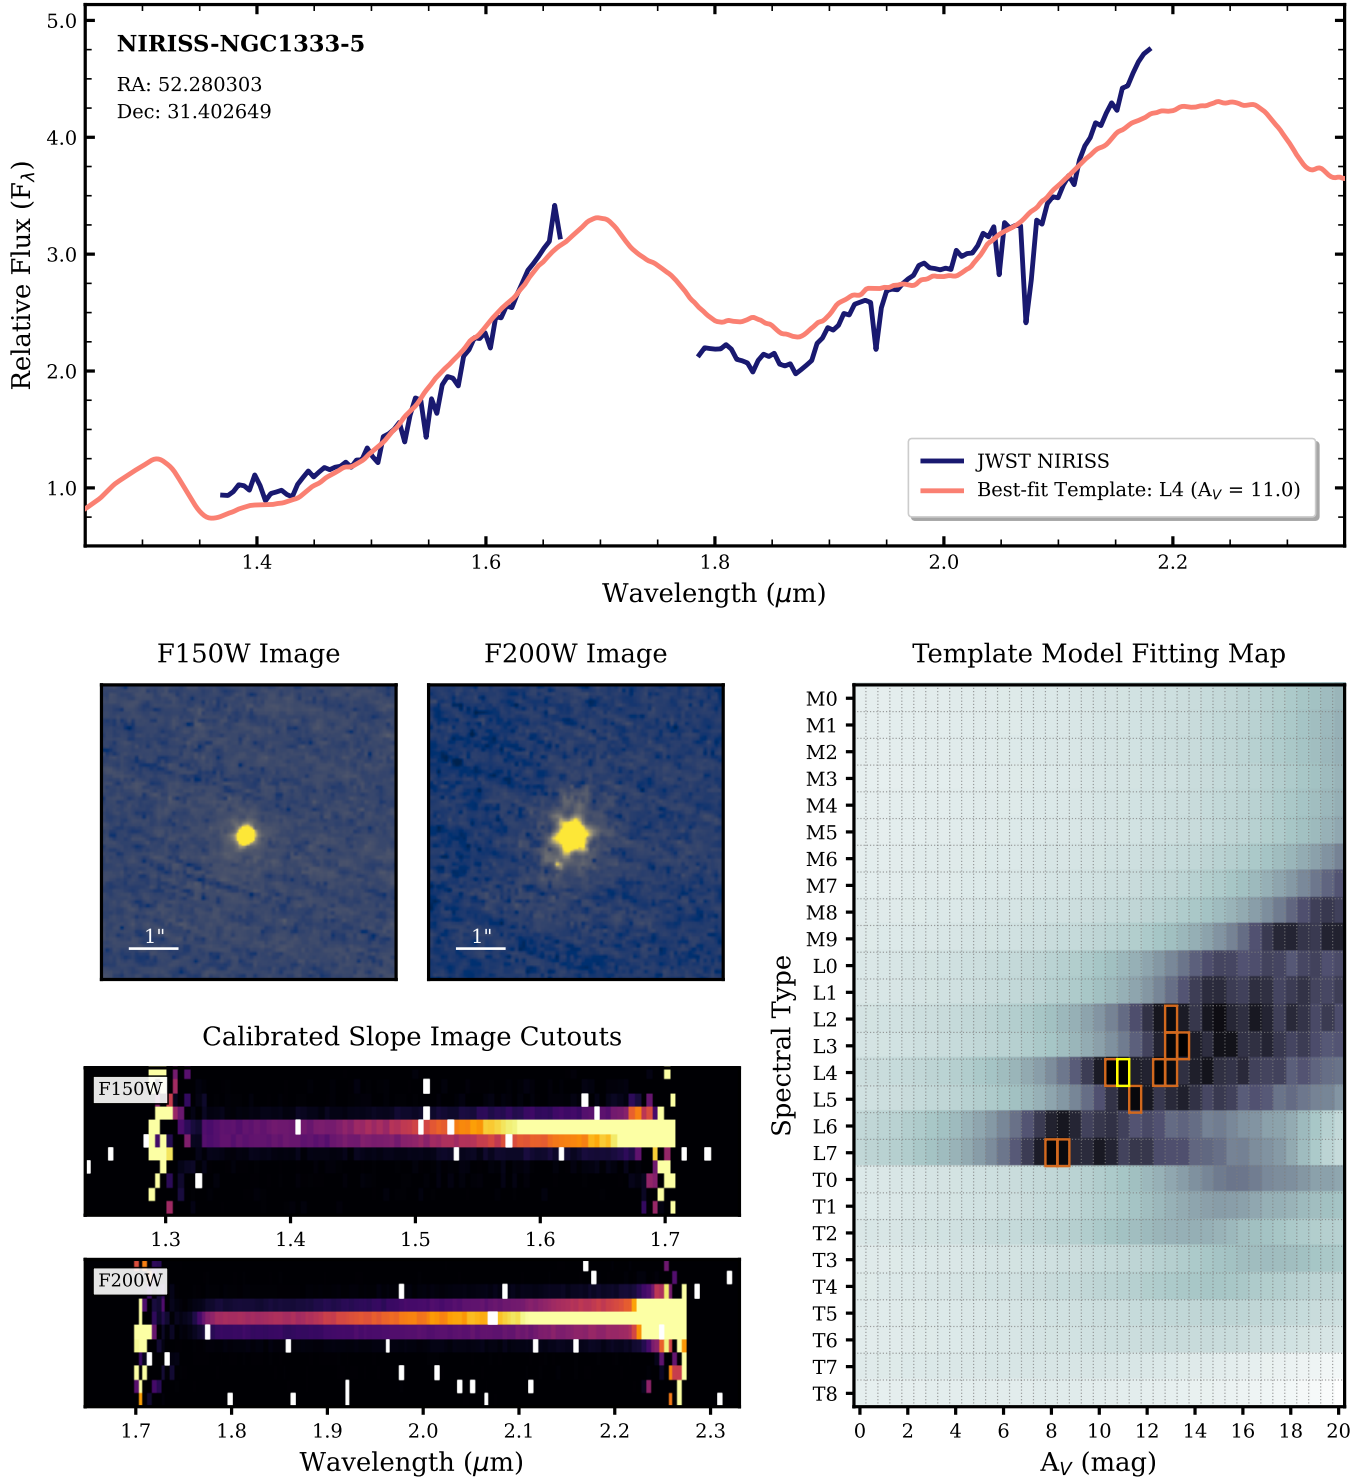 NIRISS-NGC1333-5
RA: 52.280303
Dec: 31.402649
Relative Flux (Fλ)
5.0
4.0
3.0
2.0
1.0
JWST NIRISS
Best-fit Template: L4 (AV = 11.0)
1.4 1.6 1.8 2.0 2.2
Wavelength (μm)
F150W Image
1"
F200W Image
1"
Calibrated Slope Image Cutouts
F150W
1.3 1.4 1.5 1.6 1.7
F200W
1.7 1.8 1.9 2.0 2.1 2.2 2.3
Wavelength (μm)
Template Model Fitting Map
Spectral Type
M0
M1
M2
M3
M4
M5
M6
M7
M8
M9
L0
L1
L2
L3
L4
L5
L6
L7
T0
T1
T2
T3
T4
T5
T6
T7
T8
0 2 4 6 8 10 12 14 16 18 20
AV (mag)